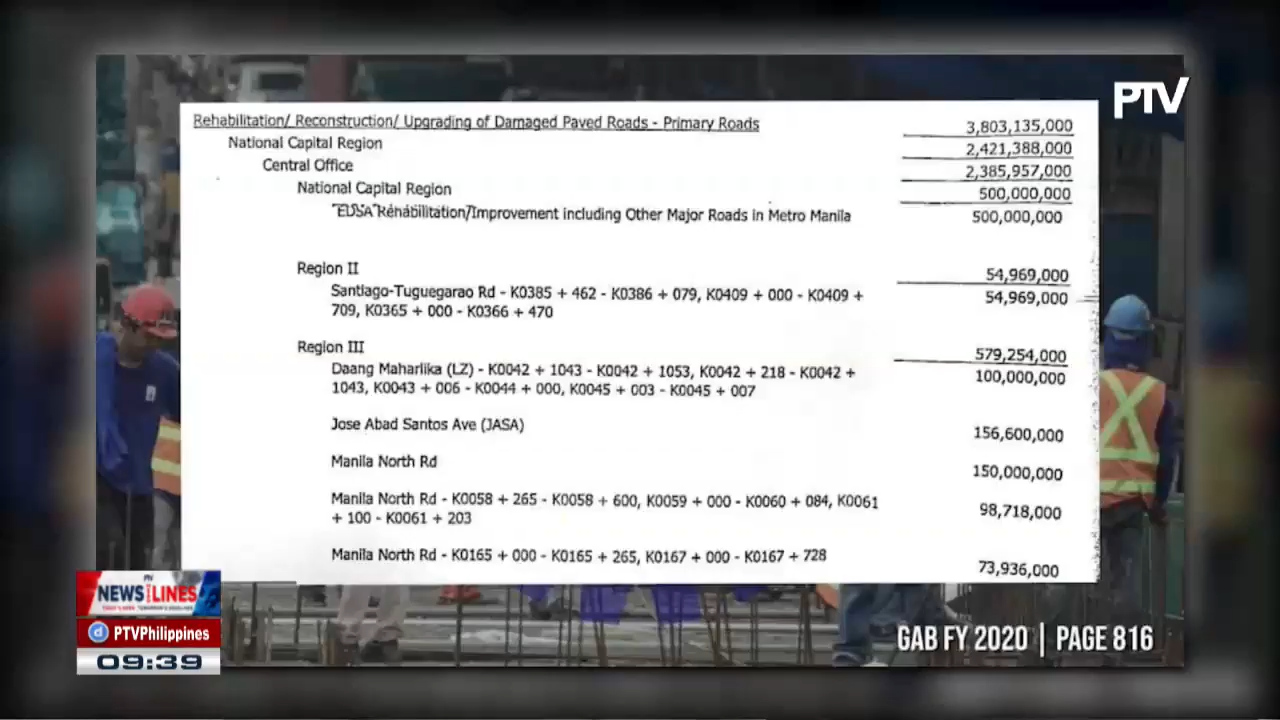 PTV
Rehabilitation/ Reconstruction/ Upgrading of Damaged Paved Roads - Primary Roads 3,803,135,000
National Capital Region 2,421,388,000
Central Office 2,385,957,000
National Capital Region 500,000,000
"EDSA" Rehabilitation/Improvement including Other Major Roads in Metro Manila 500,000,000
Region II 54,969,000
Santiago-Tuguegarao Rd - K0385 + 462 - K0386 + 079, K0409 + 000 - K0409 + 54,969,000
709, K0365 + 000 - K0366 + 470
Region III 579,254,000
Daang Maharlika (LZ) - K0042 + 1043 - K0042 + 1053, K0042 + 218 - K0042 + 100,000,000
1043, K0043 + 006 - K0044 + 000, K0045 + 003 - K0045 + 007
Jose Abad Santos Ave (JASA) 156,600,000
Manila North Rd 150,000,000
Manila North Rd - K0058 + 265 - K0058 + 600, K0059 + 000 - K0060 + 084, K0061 98,718,000
+ 100 - K0061 + 203
Manila North Rd - K0165 + 000 - K0165 + 265, K0167 + 000 - K0167 + 728 73,936,000
PTV
NEWS LINES
PTVPhilippines
09:39
GAB FY 2020 | PAGE 816